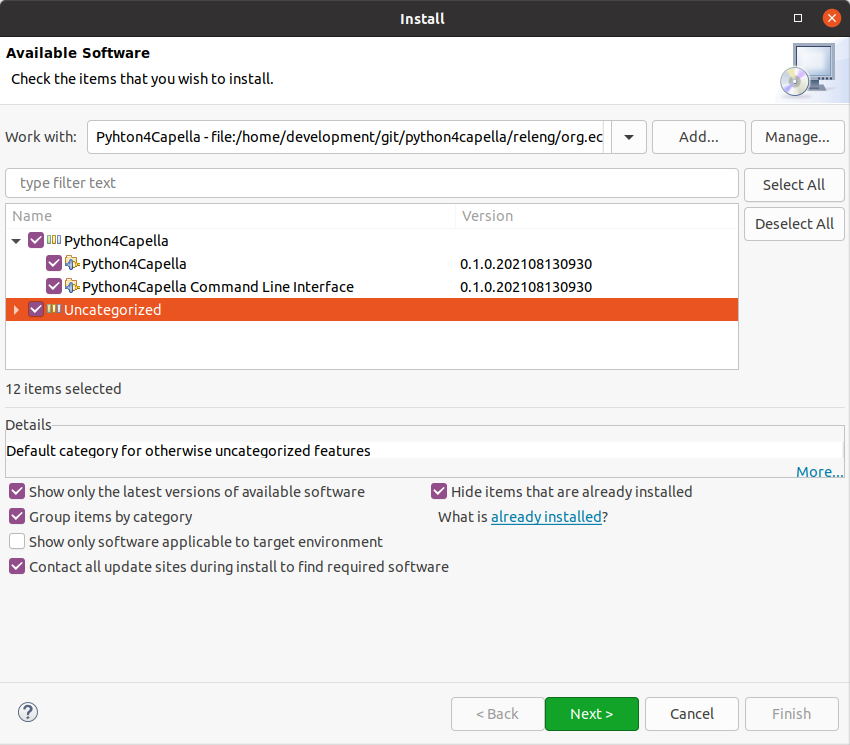 Install
Available Software
Check the items that you wish to install.
Work with: Pyhton4Capella - file:/home/development/git/python4capella/releng/org.ec Add... Manage...
type filter text Select All
Deselect All
Name Version
Python4Capella
Python4Capella 0.1.0.202108130930
Python4Capella Command Line Interface 0.1.0.202108130930
Uncategorized
12 items selected
Details
Default category for otherwise uncategorized features
More...
Show only the latest versions of available software Hide items that are already installed
Group items by category What is already installed?
Show only software applicable to target environment
Contact all update sites during install to find required software
? < Back Next > Cancel Finish